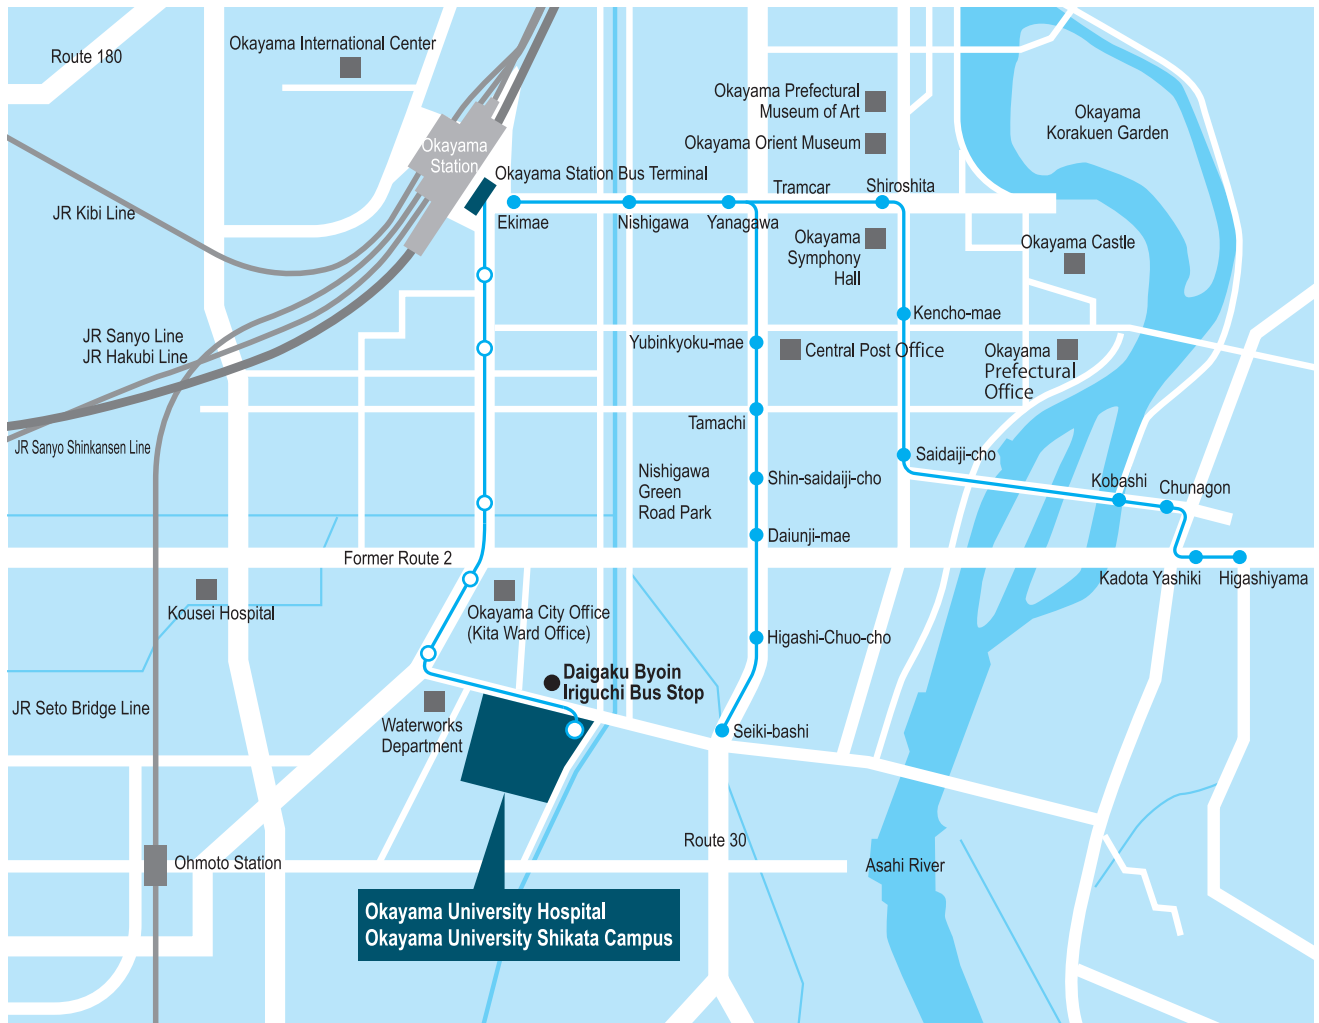 Route 180
Okayama International Center
Okayama
Station
Okayama Station Bus Terminal
Okayama Prefectural
Museum of Art
Okayama Orient Museum
Okayama
Korakuen Garden
JR Kibi Line
Ekimae
Nishigawa
Yanagawa
Tramcar
Shiroshita
Okayama
Symphony
Hall
Okayama Castle
Kencho-mae
JR Sanyo Line
JR Hakubi Line
Yubinkyoku-mae
Central Post Office
Okayama
Prefectural
Office
JR Sanyo Shinkansen Line
Tamachi
Saidaiji-cho
Nishigawa
Green
Road Park
Shin-saidaiji-cho
Kobashi
Chunagon
Daiunji-mae
Former Route 2
Kadota Yashiki
Higashiyama
Kousei Hospital
Okayama City Office
(Kita Ward Office)
Higashi-Chuo-cho
Daigaku Byoin
Iriguchi Bus Stop
JR Seto Bridge Line
Waterworks
Department
Seiki-bashi
Route 30
Ohmoto Station
Asahi River
Okayama University Hospital
Okayama University Shikata Campus